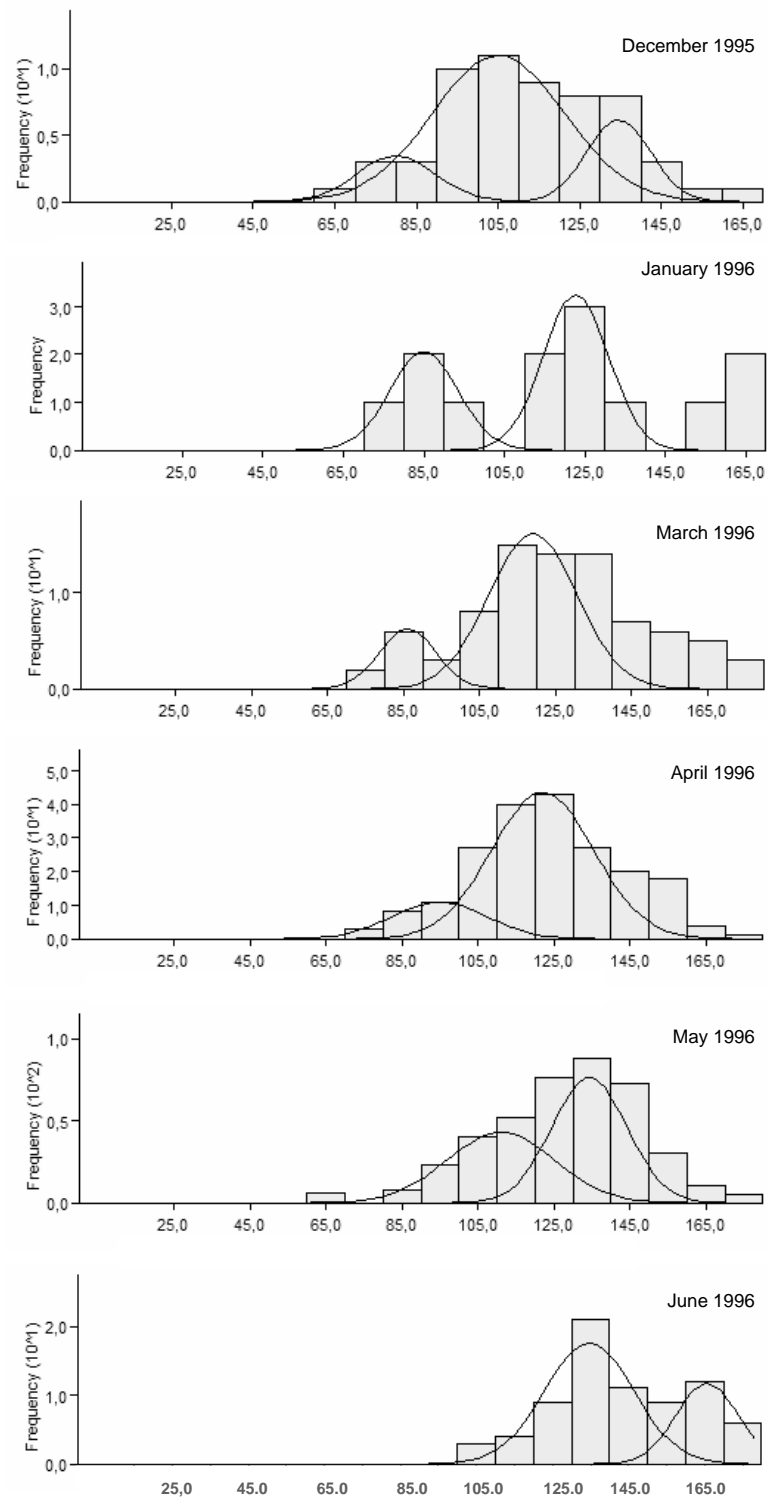 December 1995
Frequency (10^1)
1,0
0,5
0,0
25,0 45,0 65,0 85,0 105,0 125,0 145,0 165,0
January 1996
Frequency
3,0
2,0
1,0
0,0
25,0 45,0 65,0 85,0 105,0 125,0 145,0 165,0
March 1996
Frequency (10^1)
1,0
0,0
25,0 45,0 65,0 85,0 105,0 125,0 145,0 165,0
April 1996
Frequency (10^1)
5,0
4,0
3,0
2,0
1,0
0,0
25,0 45,0 65,0 85,0 105,0 125,0 145,0 165,0
May 1996
Frequency (10^2)
1,0
0,5
0,0
25,0 45,0 65,0 85,0 105,0 125,0 145,0 165,0
June 1996
Frequency (10^1)
2,0
1,0
0,0
25,0 45,0 65.0 85.0 105.0 125.0 145.0 165.0